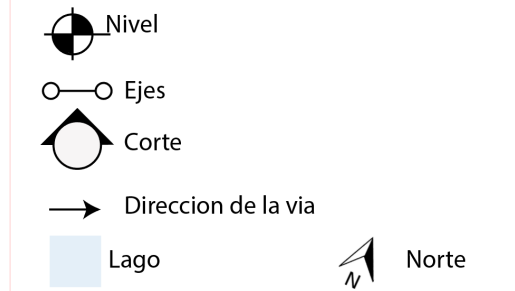 Nivel
Ejes
Corte
Direccion de la via
Lago
N
Norte